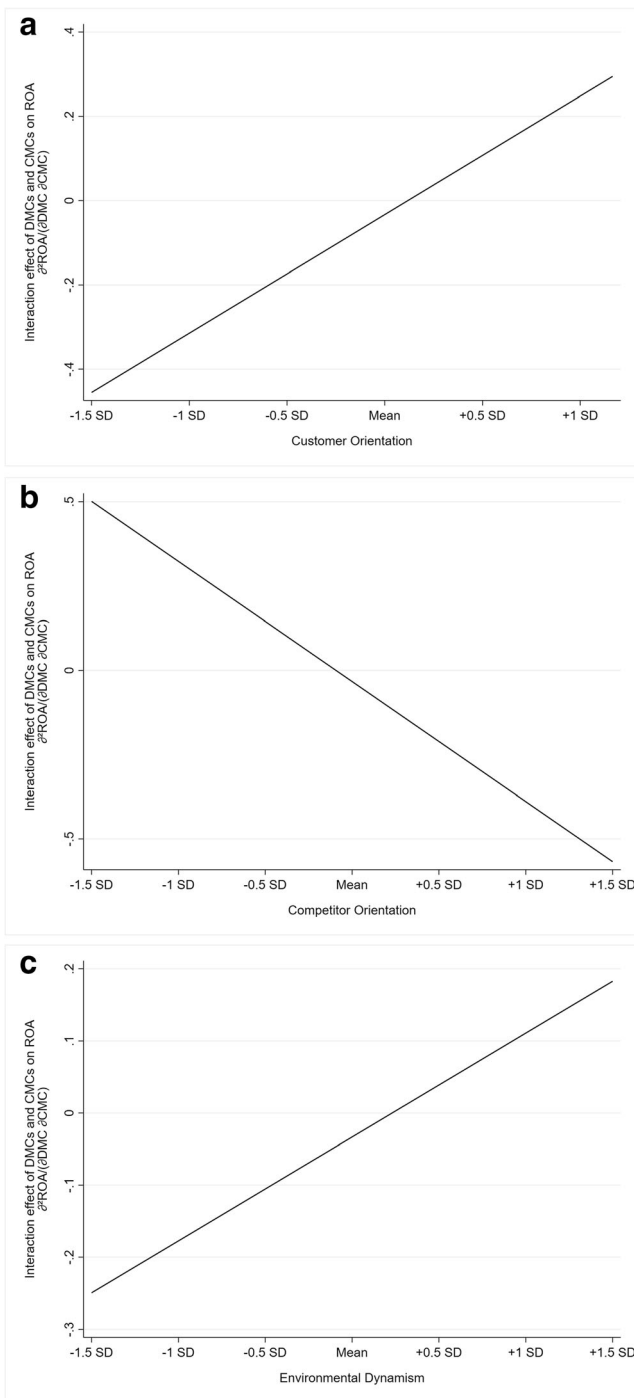 a
Interaction effect of DMCs and CMCs on ROA
∂²ROA/(∂DMC ∂CMC)
.4
.2
0
-.2
-.4
-1.5 SD -1 SD -0.5 SD Mean +0.5 SD +1 SD
Customer Orientation
b
Interaction effect of DMCs and CMCs on ROA
∂²ROA/(∂DMC ∂CMC)
.5
0
-.5
-1.5 SD -1 SD -0.5 SD Mean +0.5 SD +1 SD +1.5 SD
Competitor Orientation
c
Interaction effect of DMCs and CMCs on ROA
∂²ROA/(∂DMC ∂CMC)
.2
.1
0
-.1
-.2
-.3
-1.5 SD -1 SD -0.5 SD Mean +0.5 SD +1 SD +1.5 SD
Environmental Dynamism